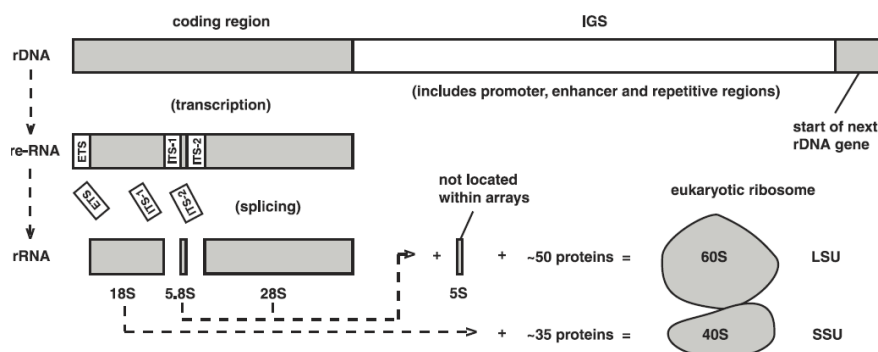 coding region
IGS
rDNA
(transcription)
(includes promoter, enhancer and repetitive regions)
start of next
rDNA gene
re-RNA
ETS
ITS-1
ITS-2
ETS
ITS-1
ITS-2
(splicing)
not located
within arrays
eukaryotic ribosome
rRNA
+
+
~50 proteins =
60S
LSU
18S
5.8S
28S
5S
+
~35 proteins =
40S
SSU